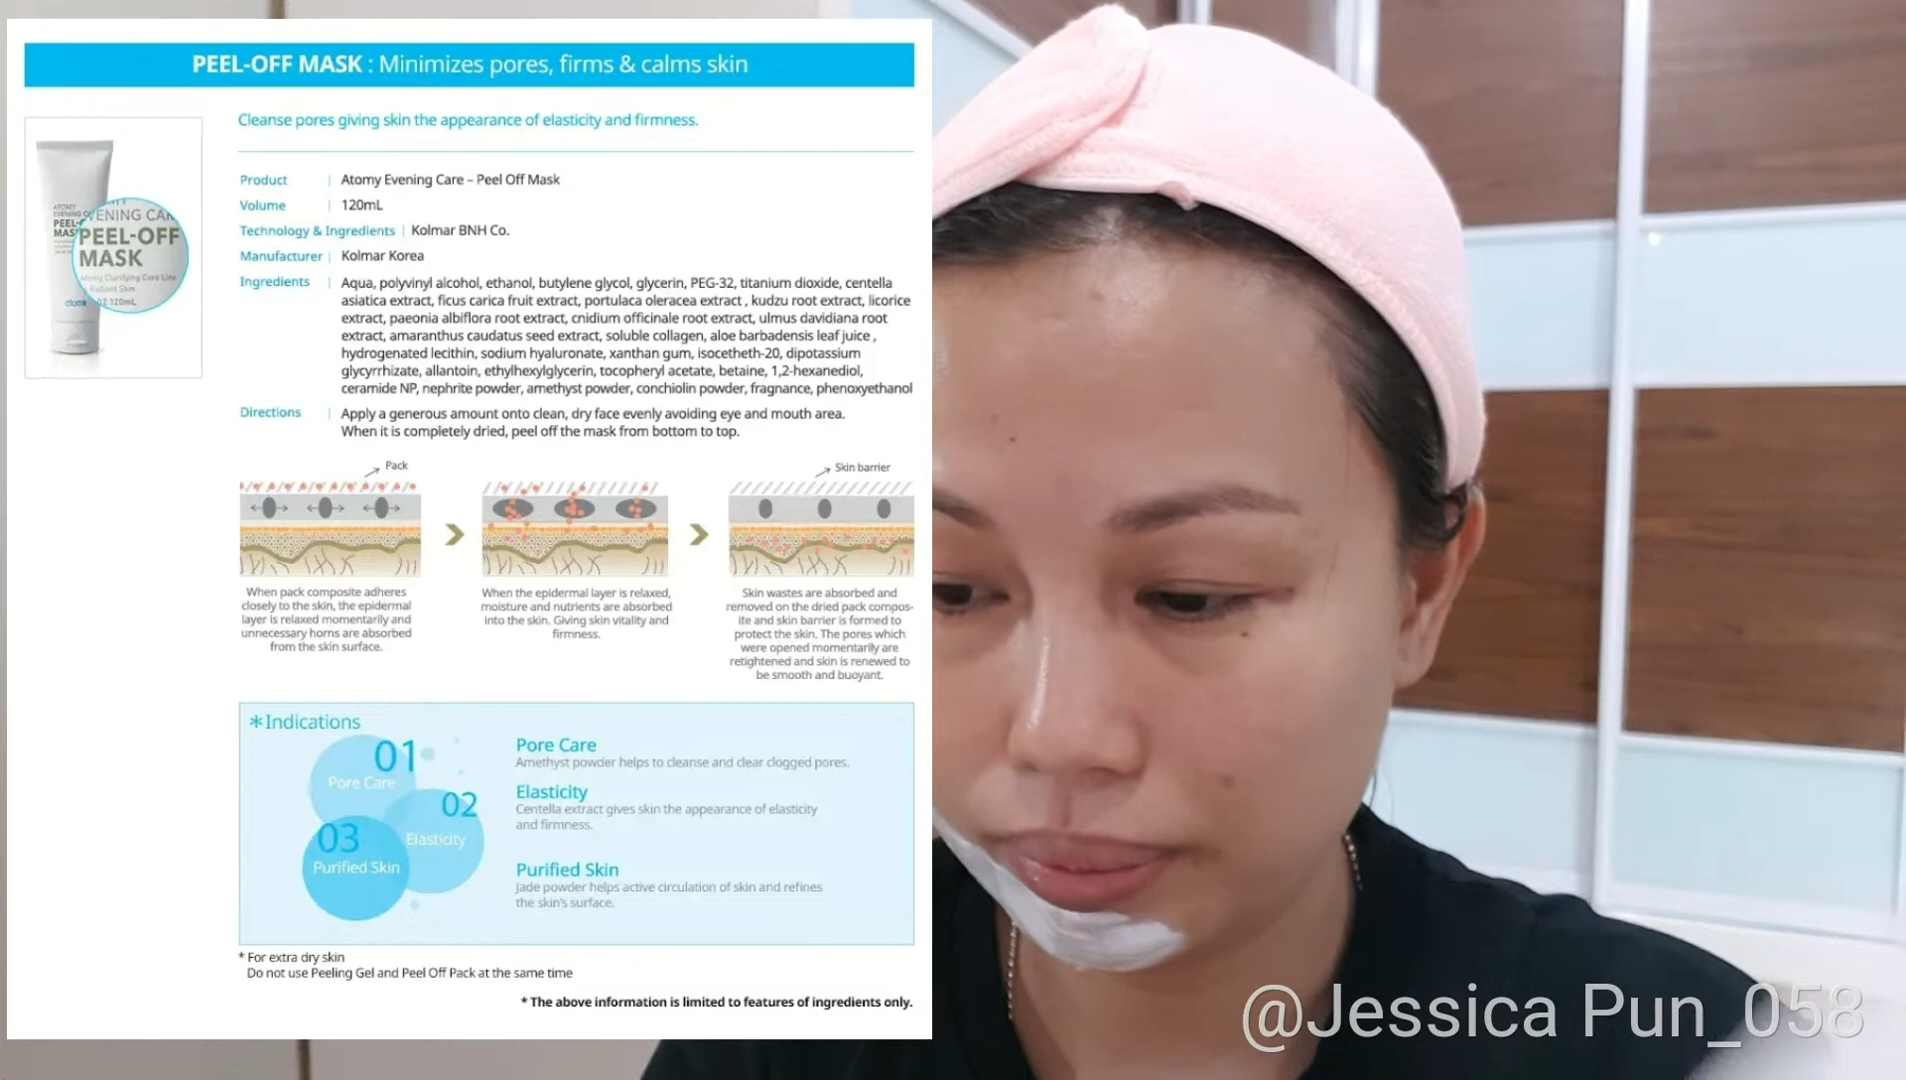 PEEL-OFF MASK : Minimizes pores, firms & calms skin
Cleanse pores giving skin the appearance of elasticity and firmness.
Product | Atomy Evening Care – Peel Off Mask
Volume | 120mL
Technology & Ingredients | Kolmar BNH Co.
Manufacturer | Kolmar Korea
Ingredients | Aqua, polyvinyl alcohol, ethanol, butylene glycol, glycerin, PEG-32, titanium dioxide, centella
asiatica extract, ficus carica fruit extract, portulaca oleracea extract , kudzu root extract, licorice
extract, paeonia albiflora root extract, cnidium officinale root extract, ulmus davidiana root
extract, amaranthus caudatus seed extract, soluble collagen, aloe barbadensis leaf juice ,
hydrogenated lecithin, sodium hyaluronate, xanthan gum, isocetheth-20, dipotassium
glycyrrhizate, allantoin, ethylhexylglycerin, tocopheryl acetate, betaine, 1,2-hexanediol,
ceramide NP, nephrite powder, amethyst powder, conchiolin powder, fragnance, phenoxyethanol
Directions | Apply a generous amount onto clean, dry face evenly avoiding eye and mouth area.
When it is completely dried, peel off the mask from bottom to top.
ATOMY
EVENING
PEEL-
MAS
EVENING CAR
PEEL-OFF
MASK
Atomy Clarifying Care Line
Radiant Skin
OZ 120mL
Pack
Skin barrier
When pack composite adheres
closely to the skin, the epidermal
layer is relaxed momentarily and
unnecessary horns are absorbed
from the skin surface.
When the epidermal layer is relaxed,
moisture and nutrients are absorbed
into the skin. Giving skin vitality and
firmness.
Skin wastes are absorbed and
removed on the dried pack compos-
ite and skin barrier is formed to
protect the skin. The pores which
were opened momentarily are
retightened and skin is renewed to
be smooth and buoyant.
*Indications
01
Pore Care
02
Elasticity
03
Purified Skin
Pore Care
Amethyst powder helps to cleanse and clear clogged pores.
Elasticity
Centella extract gives skin the appearance of elasticity
and firmness.
Purified Skin
Jade powder helps active circulation of skin and refines
the skin's surface.
* For extra dry skin
Do not use Peeling Gel and Peel Off Pack at the same time
* The above information is limited to features of ingredients only.
@Jessica Pun_058